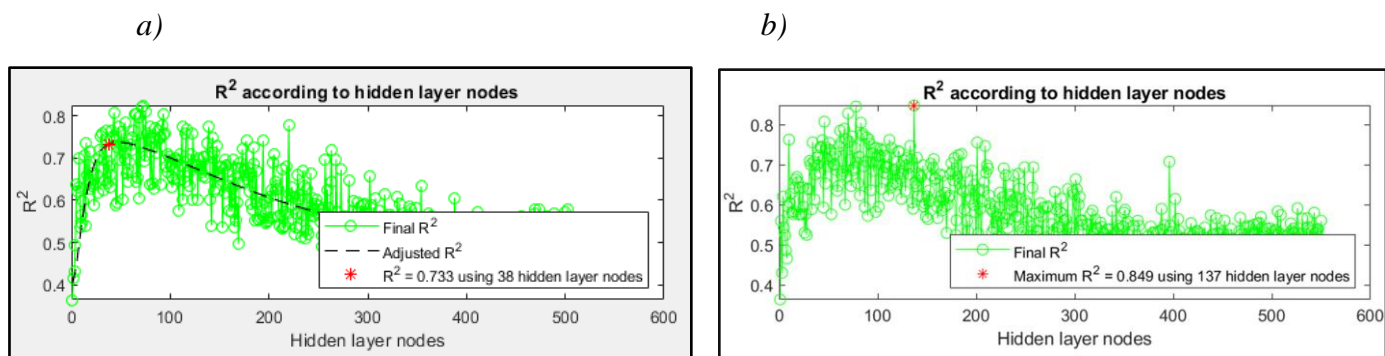 a)
R² according to hidden layer nodes
R²
0.8
0.7
0.6
0.5
0.4
0
100
200
300
400
500
600
Hidden layer nodes
Final R²
Adjusted R²
R² = 0.733 using 38 hidden layer nodes
b)
R² according to hidden layer nodes
R²
0.8
0.7
0.6
0.5
0.4
0
100
200
300
400
500
600
Hidden layer nodes
Final R²
Maximum R² = 0.849 using 137 hidden layer nodes